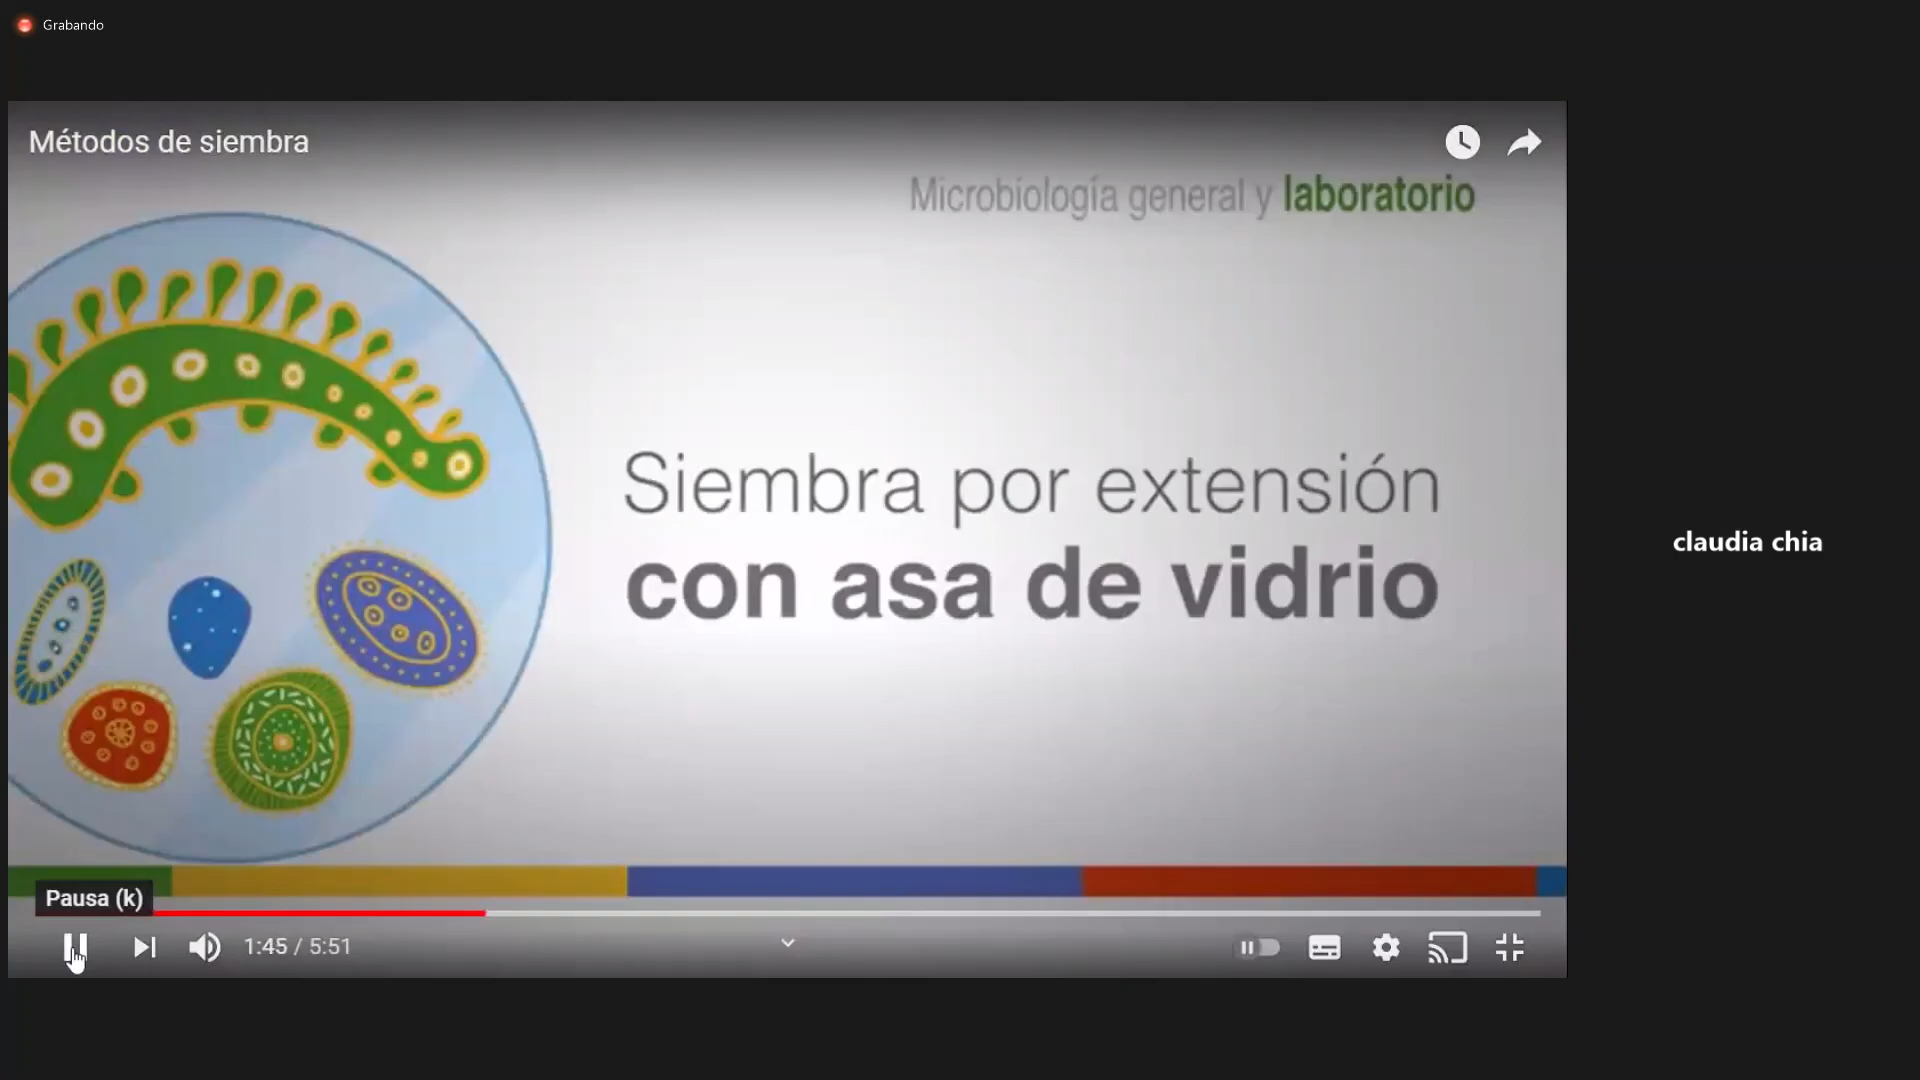 Grabando
Métodos de siembra
Microbiología general y laboratorio
Siembra por extensión
con asa de vidrio
claudia chia
Pausa (k)
1:45 / 5:51